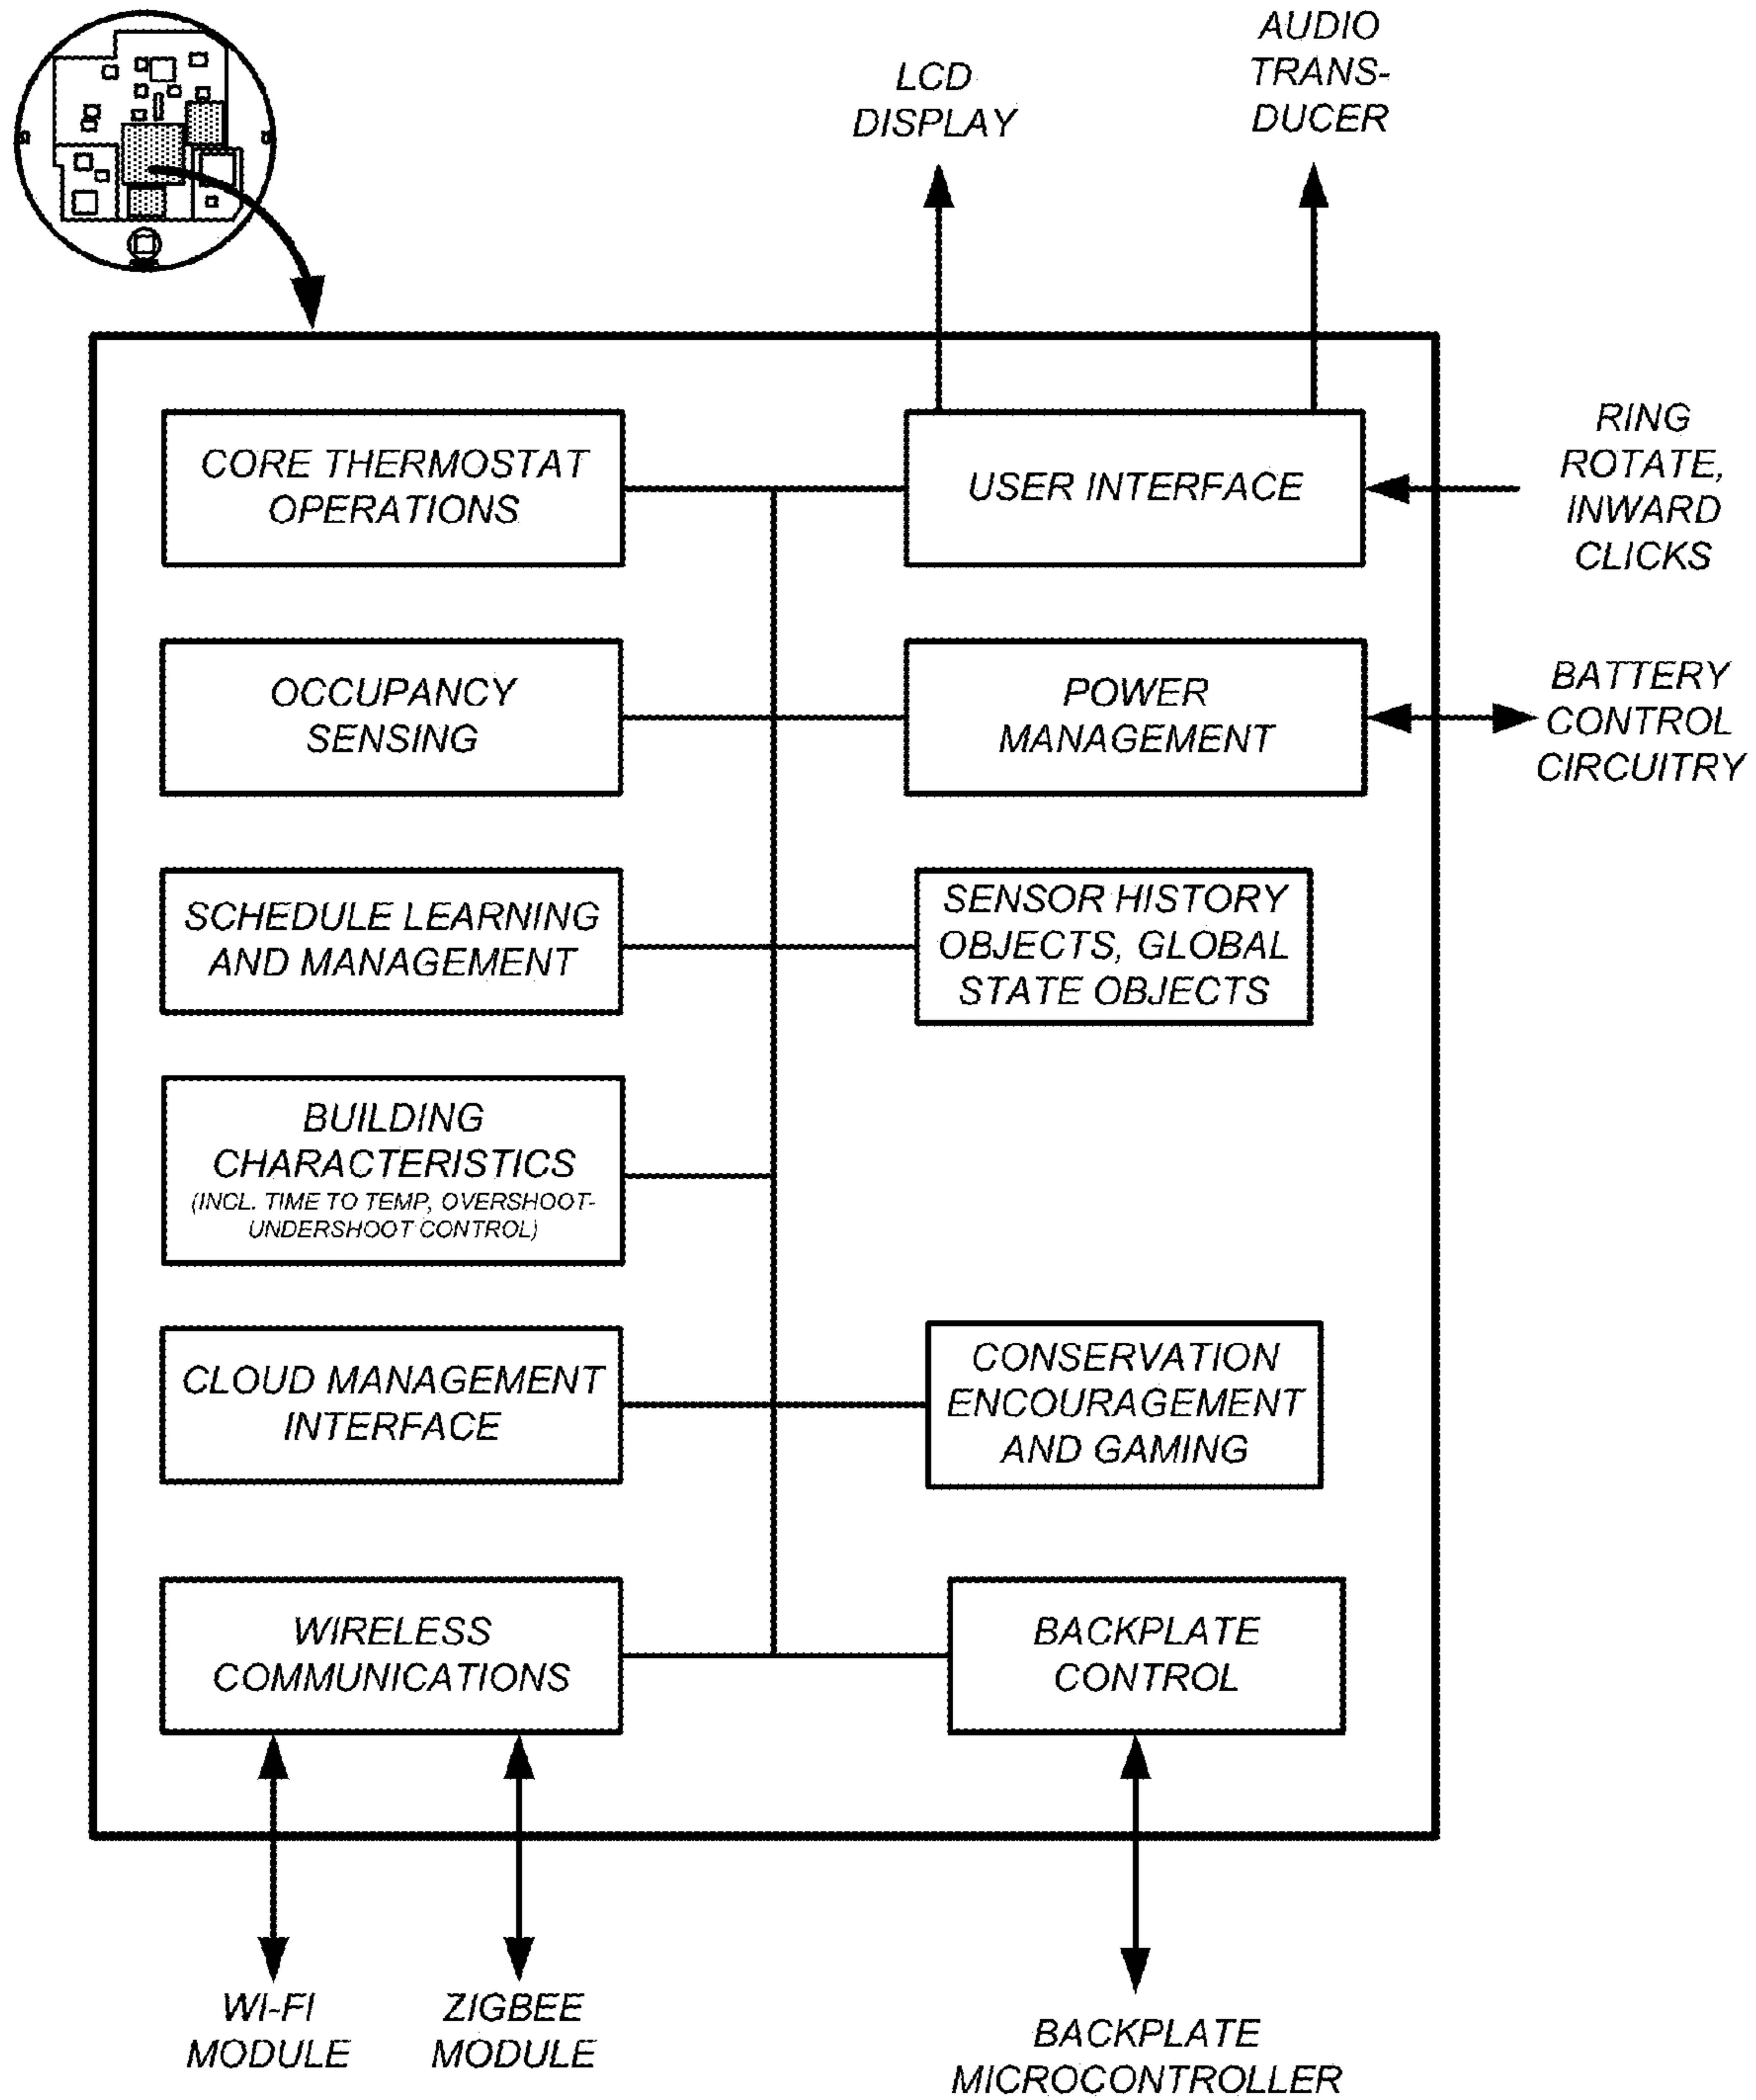 LCD
DISPLAY
AUDIO
TRANS-
DUCER
CORE THERMOSTAT
OPERATIONS
USER INTERFACE
RING
ROTATE,
INWARD
CLICKS
OCCUPANCY
SENSING
POWER
MANAGEMENT
BATTERY
CONTROL
CIRCUITRY
SCHEDULE LEARNING
AND MANAGEMENT
SENSOR HISTORY
OBJECTS, GLOBAL
STATE OBJECTS
BUILDING
CHARACTERISTICS
(INCL. TIME TO TEMP, OVERSHOOT-
UNDERSHOOT CONTROL)
CLOUD MANAGEMENT
INTERFACE
CONSERVATION
ENCOURAGEMENT
AND GAMING
WIRELESS
COMMUNICATIONS
BACKPLATE
CONTROL
WI-FI
MODULE
ZIGBEE
MODULE
BACKPLATE
MICROCONTROLLER